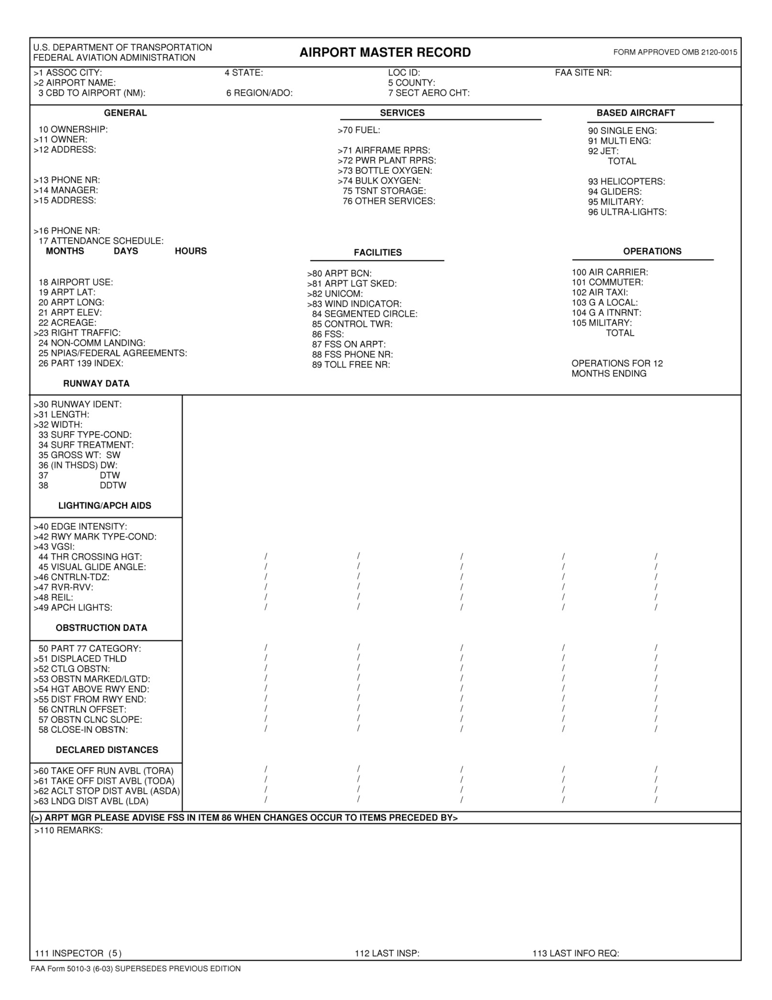 U.S. DEPARTMENT OF TRANSPORTATION
FEDERAL AVIATION ADMINISTRATION
AIRPORT MASTER RECORD
FORM APPROVED OMB 2120-0015
>1 ASSOC CITY: 4 STATE: LOC ID: FAA SITE NR:
>2 AIRPORT NAME: 5 COUNTY:
3 CBD TO AIRPORT (NM): 6 REGION/ADO: 7 SECT AERO CHT:
GENERAL
10 OWNERSHIP:
>11 OWNER:
>12 ADDRESS:
>13 PHONE NR:
>14 MANAGER:
>15 ADDRESS:
>16 PHONE NR:
17 ATTENDANCE SCHEDULE:
MONTHS DAYS HOURS
18 AIRPORT USE:
19 ARPT LAT:
20 ARPT LONG:
21 ARPT ELEV:
22 ACREAGE:
>23 RIGHT TRAFFIC:
24 NON-COMM LANDING:
25 NPIAS/FEDERAL AGREEMENTS:
26 PART 139 INDEX:
SERVICES
>70 FUEL:
>71 AIRFRAME RPRS:
>72 PWR PLANT RPRS:
>73 BOTTLE OXYGEN:
>74 BULK OXYGEN:
75 TSNT STORAGE:
76 OTHER SERVICES:
FACILITIES
>80 ARPT BCN:
>81 ARPT LGT SKED:
>82 UNICOM:
>83 WIND INDICATOR:
84 SEGMENTED CIRCLE:
85 CONTROL TWR:
86 FSS:
87 FSS ON ARPT:
88 FSS PHONE NR:
89 TOLL FREE NR:
BASED AIRCRAFT
90 SINGLE ENG:
91 MULTI ENG:
92 JET:
TOTAL
93 HELICOPTERS:
94 GLIDERS:
95 MILITARY:
96 ULTRA-LIGHTS:
OPERATIONS
100 AIR CARRIER:
101 COMMUTER:
102 AIR TAXI:
103 G A LOCAL:
104 G A ITNRNT:
105 MILITARY:
TOTAL
OPERATIONS FOR 12
MONTHS ENDING
RUNWAY DATA
>30 RUNWAY IDENT:
>31 LENGTH:
>32 WIDTH:
33 SURF TYPE-COND:
34 SURF TREATMENT:
35 GROSS WT: SW
36 (IN THSDS) DW:
37 DTW
38 DDTW
LIGHTING/APCH AIDS
>40 EDGE INTENSITY:
>42 RWY MARK TYPE-COND:
>43 VGSI:
44 THR CROSSING HGT: / / / / /
45 VISUAL GLIDE ANGLE: / / / / /
>46 CNTRLN-TDZ: / / / / /
>47 RVR-RVV: / / / / /
>48 REIL: / / / / /
>49 APCH LIGHTS: / / / / /
OBSTRUCTION DATA
50 PART 77 CATEGORY: / / / / /
>51 DISPLACED THLD / / / / /
>52 CTLG OBSTN: / / / / /
>53 OBSTN MARKED/LGTD: / / / / /
>54 HGT ABOVE RWY END: / / / / /
>55 DIST FROM RWY END: / / / / /
56 CNTRLN OFFSET: / / / / /
57 OBSTN CLNC SLOPE: / / / / /
58 CLOSE-IN OBSTN: / / / / /
DECLARED DISTANCES
>60 TAKE OFF RUN AVBL (TORA) / / / / /
>61 TAKE OFF DIST AVBL (TODA) / / / / /
>62 ACLT STOP DIST AVBL (ASDA) / / / / /
>63 LNDG DIST AVBL (LDA) / / / / /
(>) ARPT MGR PLEASE ADVISE FSS IN ITEM 86 WHEN CHANGES OCCUR TO ITEMS PRECEDED BY>
>110 REMARKS:
111 INSPECTOR (5) 112 LAST INSP: 113 LAST INFO REQ:
FAA Form 5010-3 (6-03) SUPERSEDES PREVIOUS EDITION